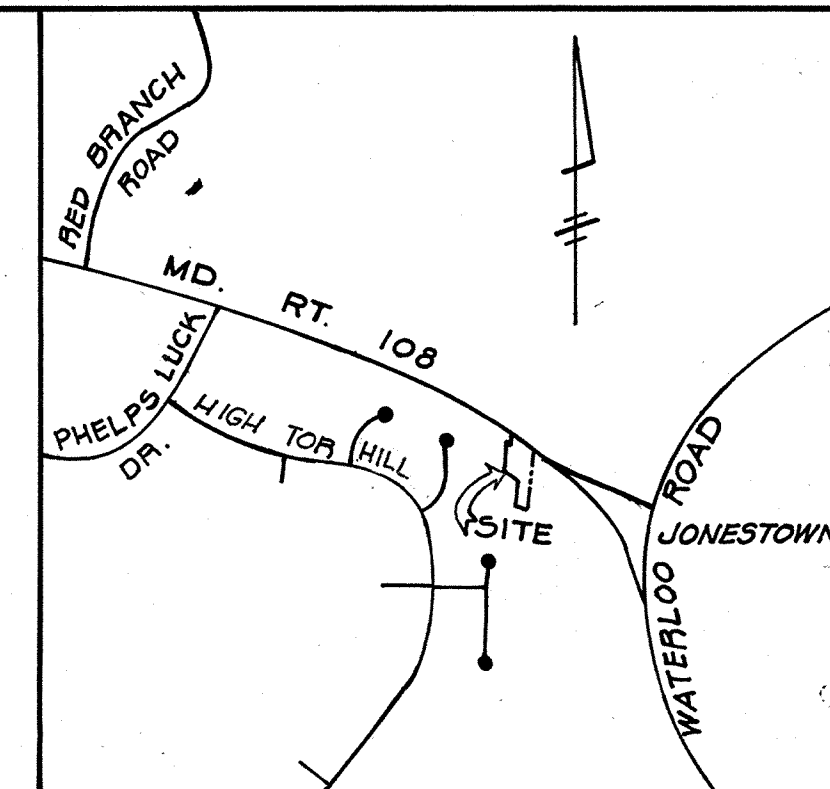 RED BRANCH
ROAD
MD. RT. 108
PHELPS LUCK
DR.
HIGH TOR HILL
SITE
WATERLOO ROAD
JONESTOWN